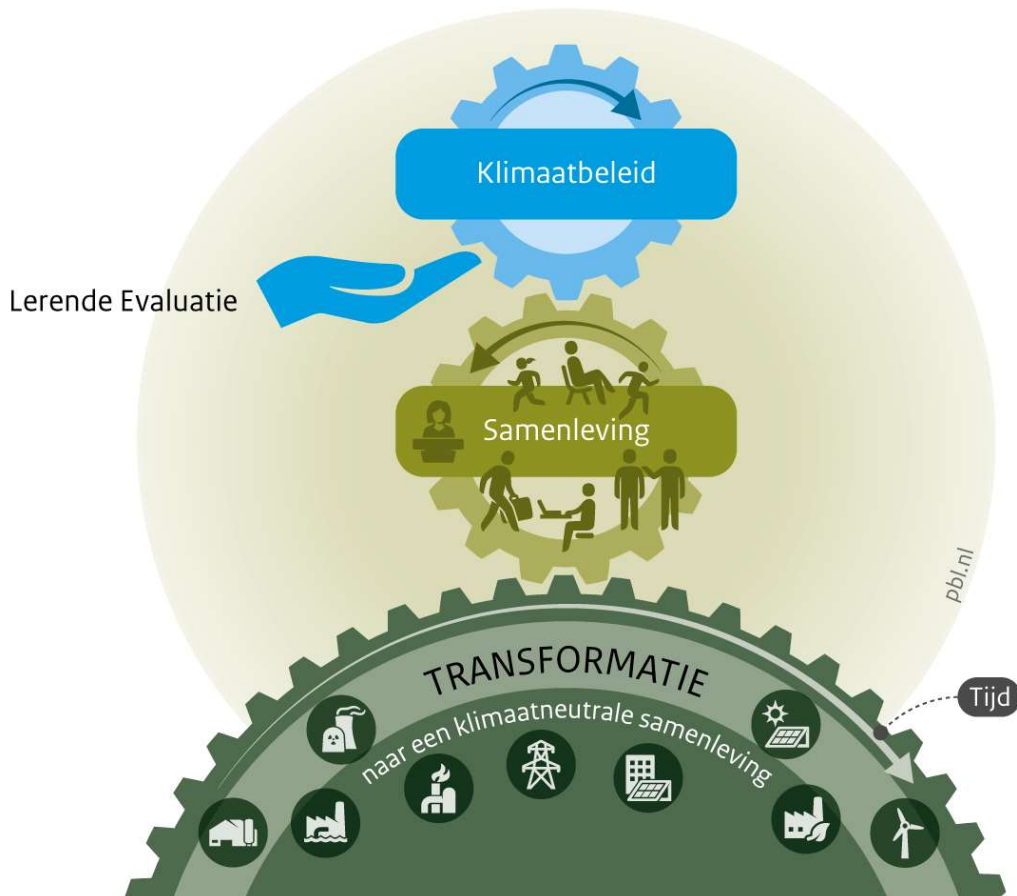 Klimaatbeleid
Lerende Evaluatie
Samenleving
pbl.nl
TRANSFORMATIE
Tijd
naar een klimaatneutrale samenleving